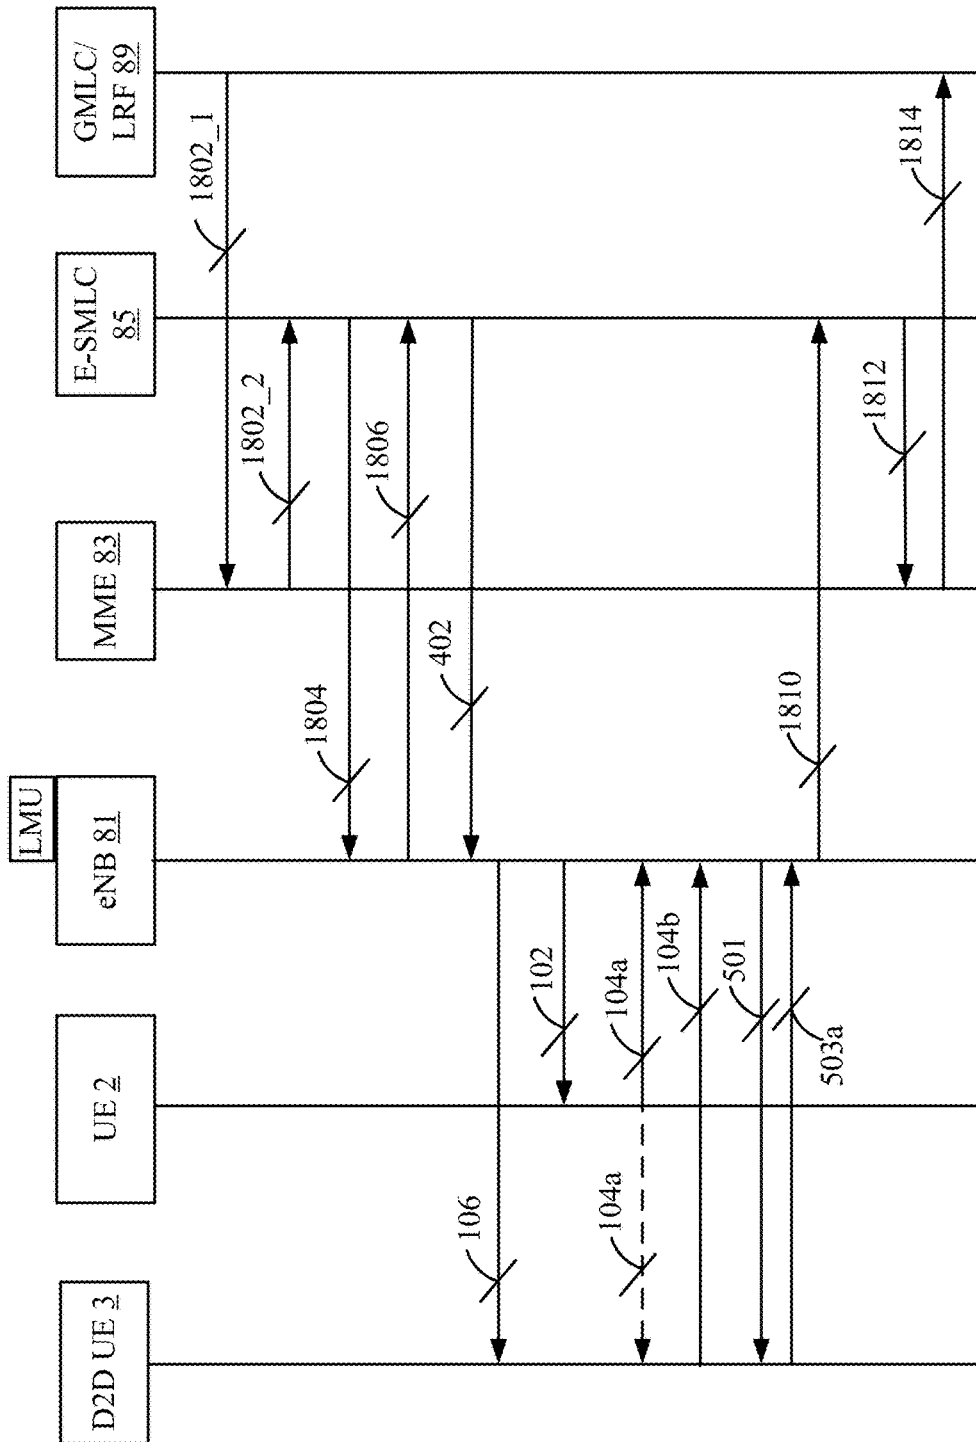 D2D UE 3
UE 2
LMU
eNB 81
MME 83
E-SMLC
85
GMLC/
LRF 89
1802_1
1802_2
1804
1806
402
106
102
104a
104a
104b
501
503a
1810
1812
1814